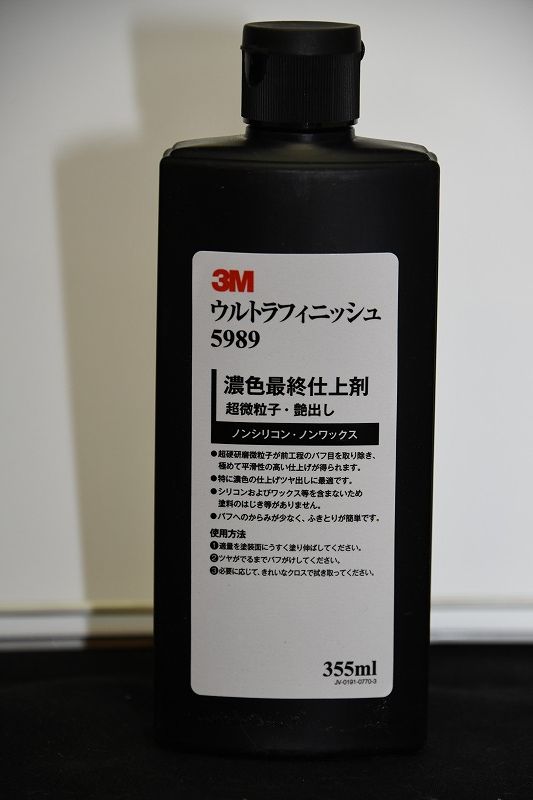 3M
ウルトラフィニッシュ
5989
濃色最終仕上剤
超微粒子・艶出し
ノンシリコン・ノンワックス
●超硬研磨微粒子が前工程のバフ目を取り除き、
極めて平滑性の高い仕上げが得られます。
●特に濃色の仕上げツヤ出しに最適です。
●シリコンおよびワックス等を含まないため
塗料のはじき等がありません。
●バフへのからみが少なく、ふきとりが簡単です。
使用方法
❶適量を塗装面にうすく塗り伸ばしてください。
❷ツヤがでるまでバフがけしてください。
❸必要に応じて、きれいなクロスで拭き取ってください。
355ml
JV-0191-0770-3